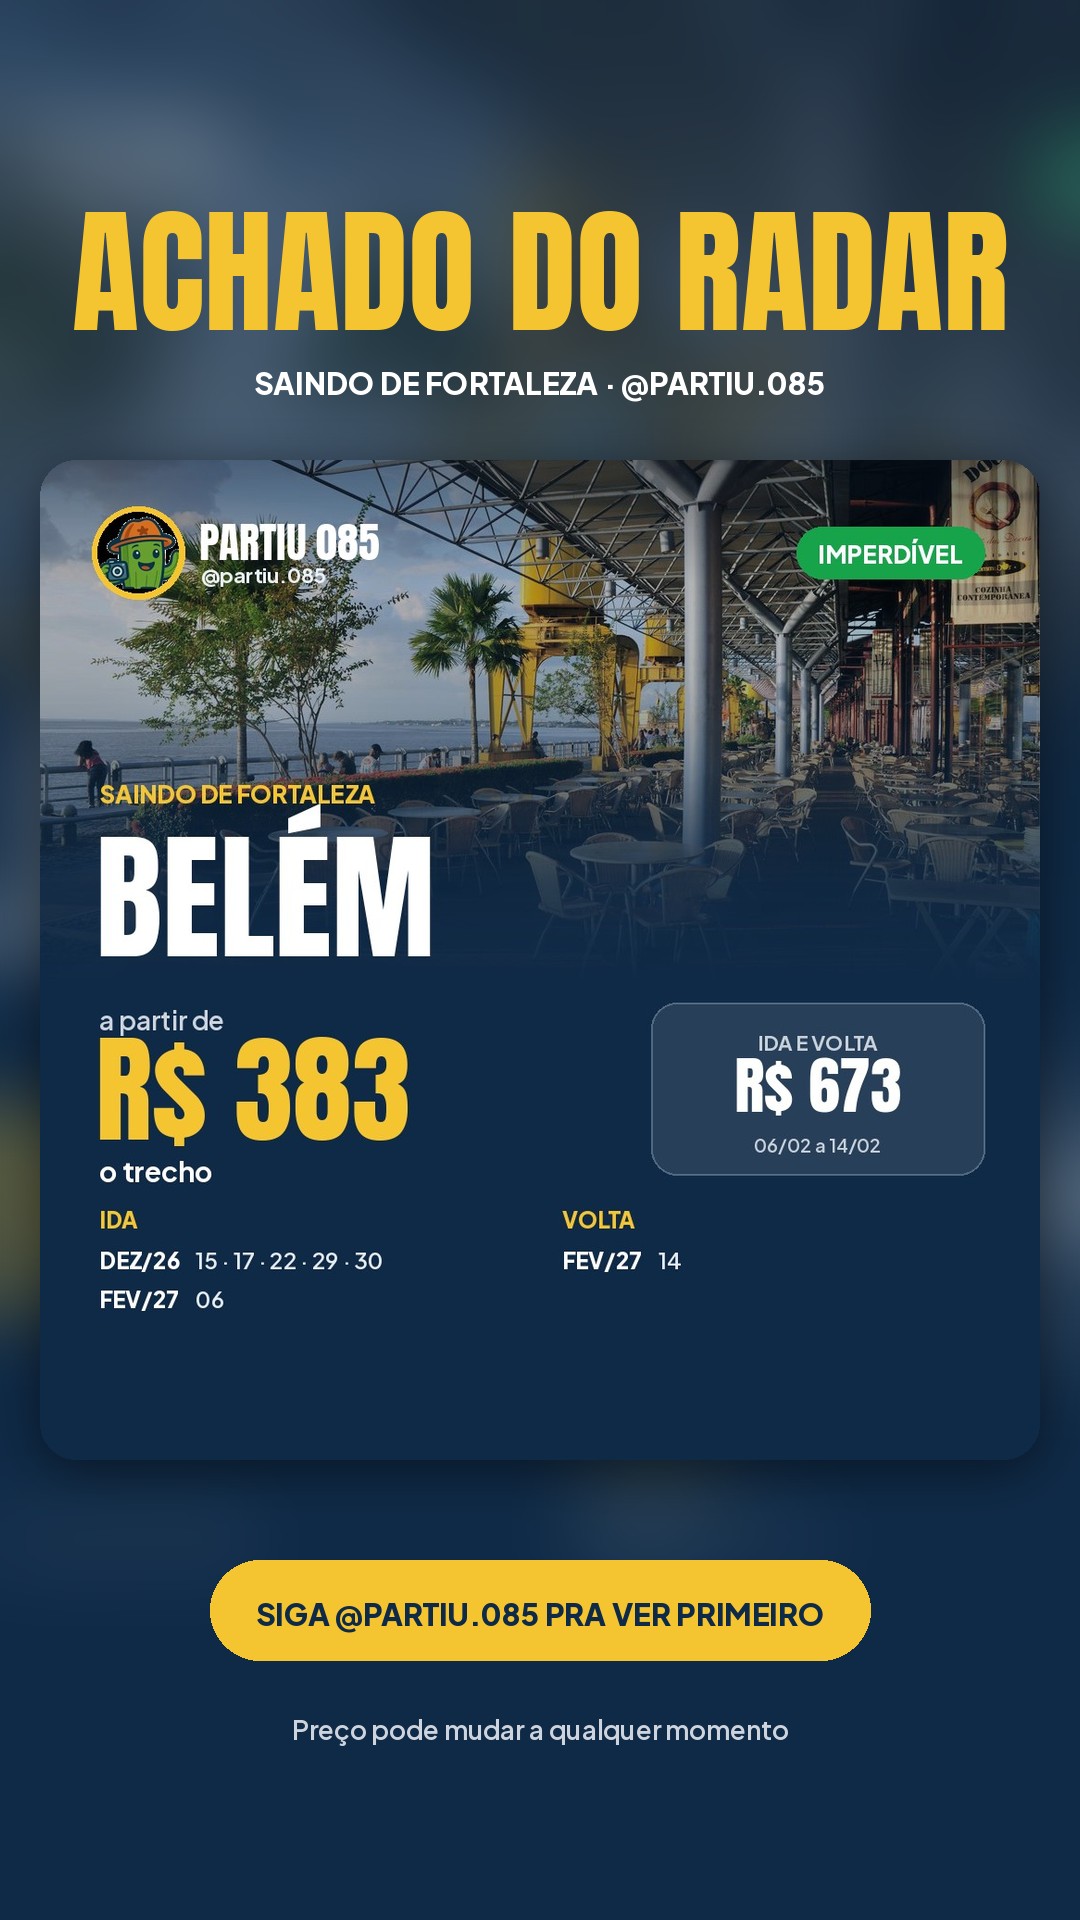 ACHADO DO RADAR
SAINDO DE FORTALEZA · @PARTIU.085
PARTIU 085
@partiu.085
IMPERDÍVEL
COZINHA
CONTEMPORÂNEA
SAINDO DE FORTALEZA
BELÉM
a partir de
R$ 383
o trecho
IDA E VOLTA
R$ 673
06/02 a 14/02
IDA
DEZ/26 15 · 17 · 22 · 29 · 30
FEV/27 06
VOLTA
FEV/27 14
SIGA @PARTIU.085 PRA VER PRIMEIRO
Preço pode mudar a qualquer momento